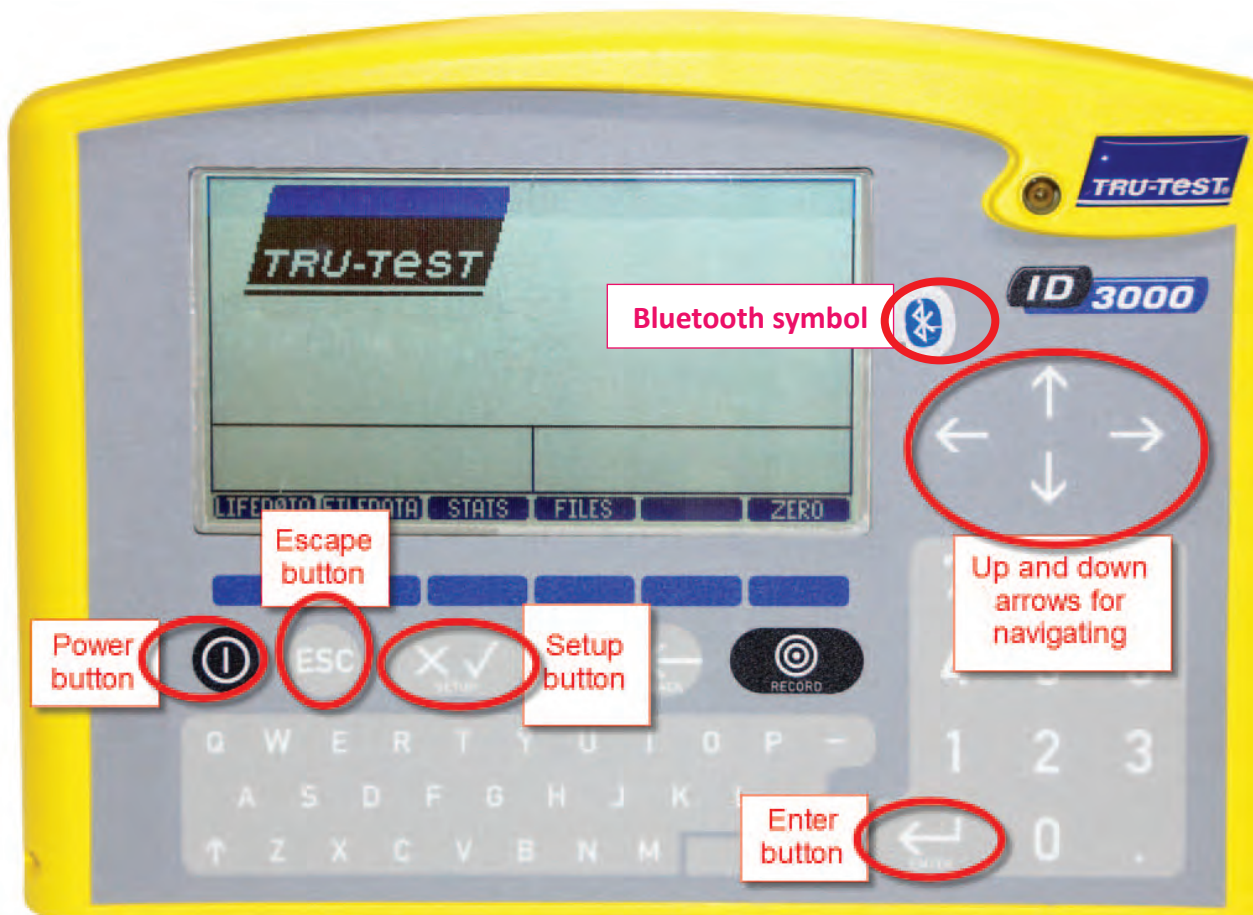 TRU-TEST
TRU-TEST®
ID 3000
Bluetooth symbol
LIFEDATA FILEDATA STATS FILES ZERO
Escape
button
Up and down
arrows for
navigating
Power
button
ESC
SETUP
Setup
button
RECORD
Q W E R T Y U I O P -
1 2 3
A S D F G H J K
Enter
button
ENTER
0 .
Z X C V B N M